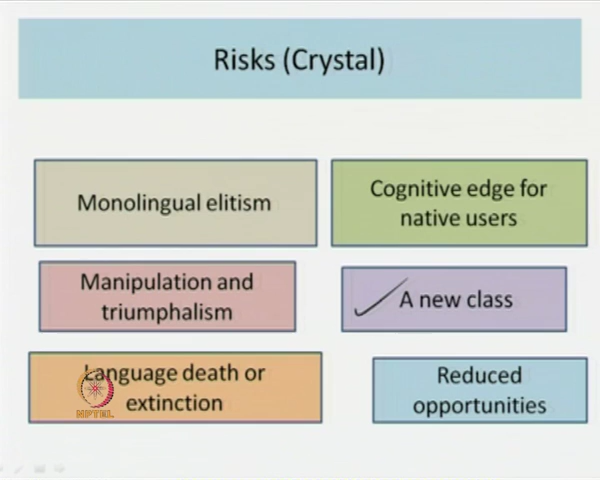 Risks (Crystal)
Monolingual elitism
Cognitive edge for
native users
Manipulation and
triumphalism
A new class
Language death or
extinction
Reduced
opportunities
NPTEL